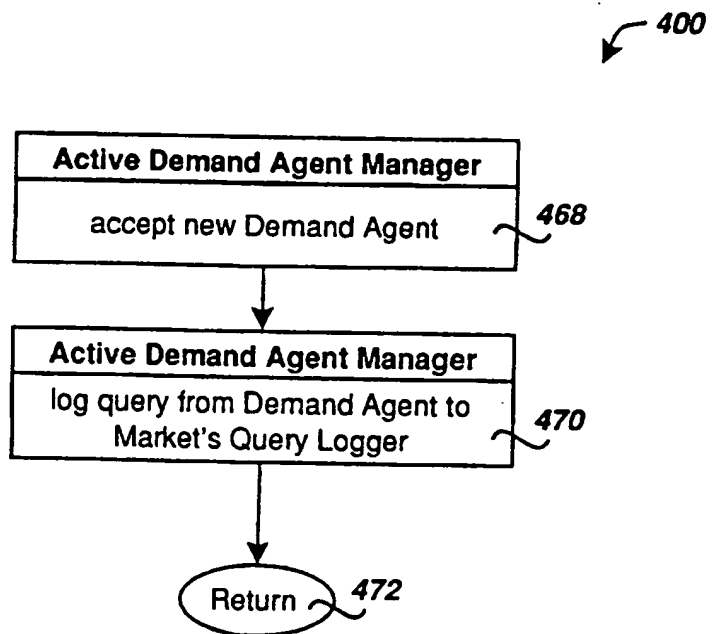 400
Active Demand Agent Manager
accept new Demand Agent
468
Active Demand Agent Manager
log query from Demand Agent to
Market's Query Logger
470
Return
472